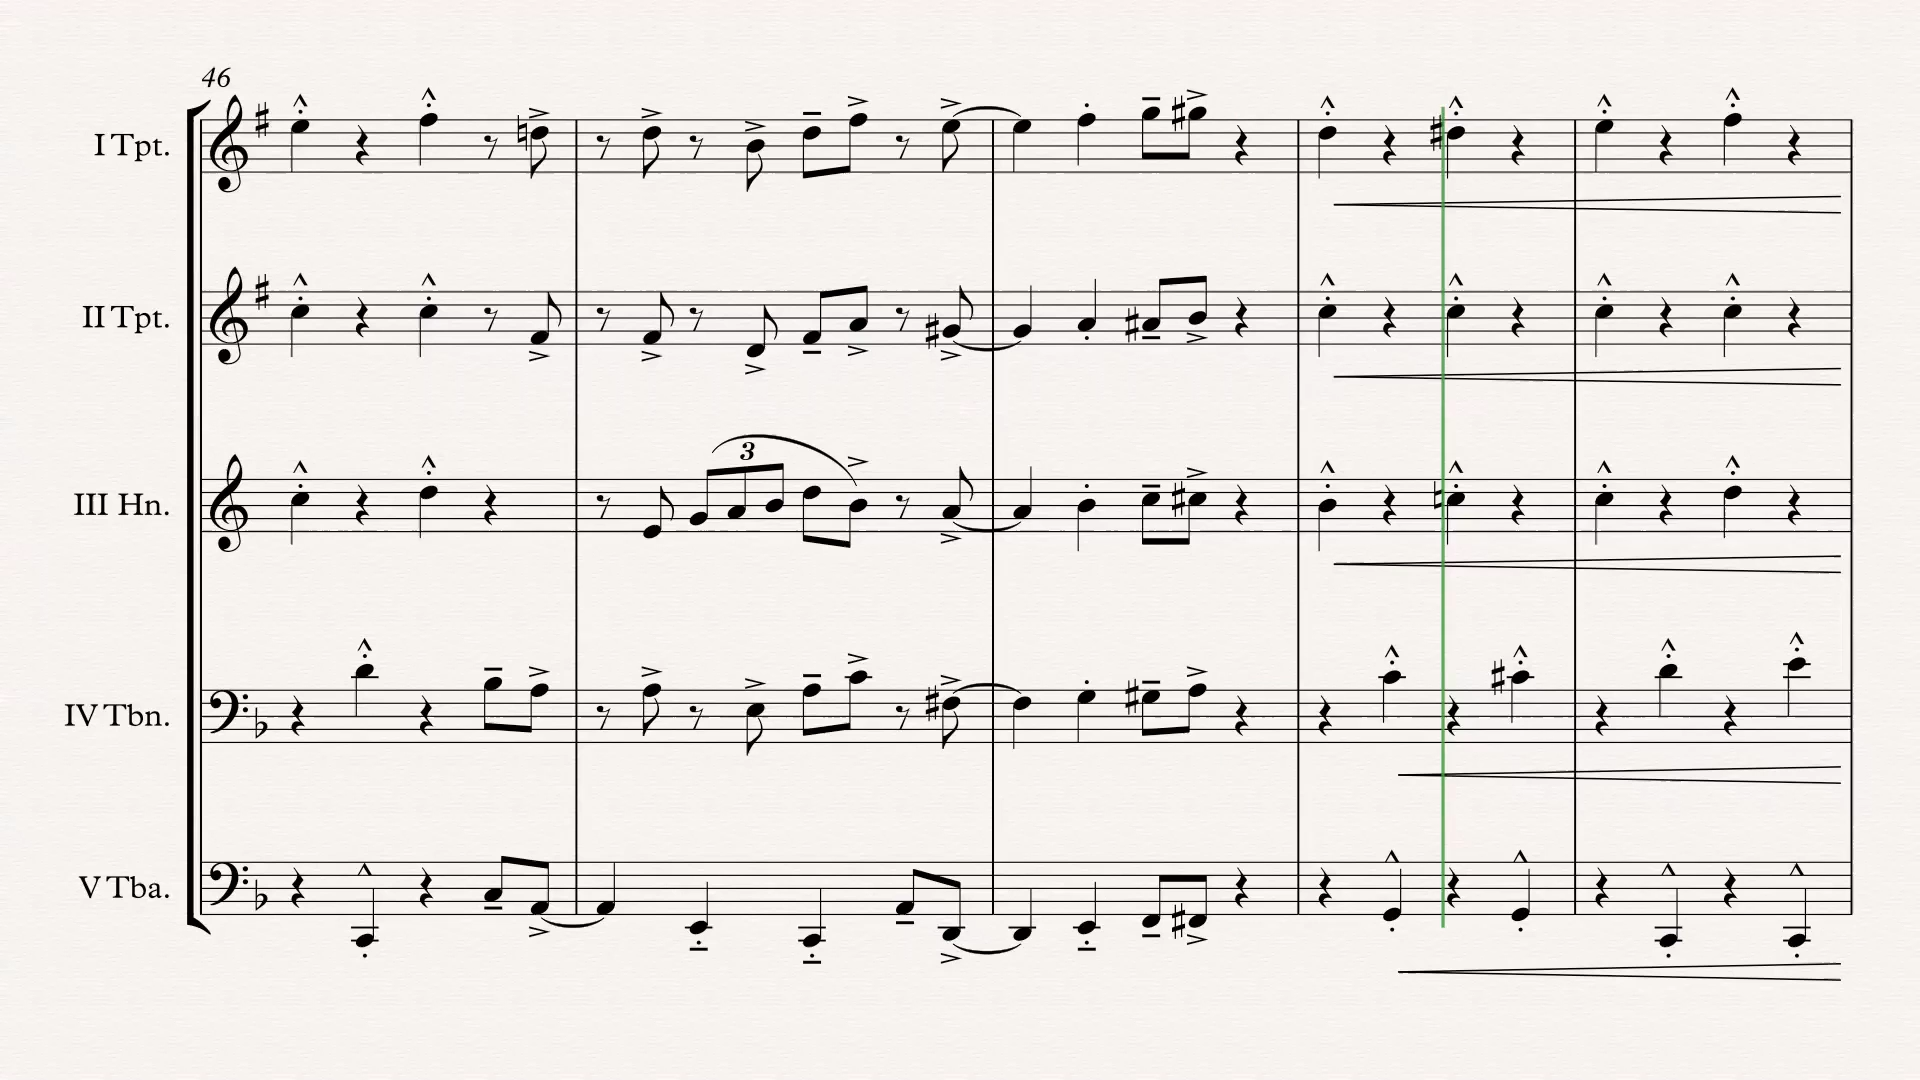 46
I Tpt.
II Tpt.
3
III Hn.
IV Tbn.
V Tba.